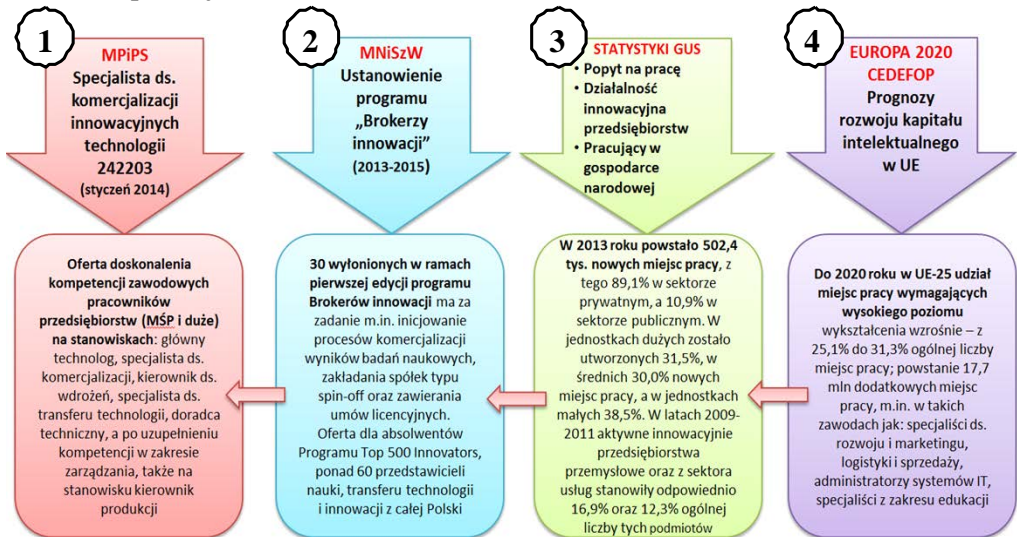 1
MPiPS
Specjalista ds.
komercjalizacji
innowacyjnych
technologii
242203
(styczeń 2014)
Oferta doskonalenia
kompetencji zawodowych
pracowników
przedsiębiorstw (MŚP i duże)
na stanowiskach: główny
technolog, specjalista ds.
komercjalizacji, kierownik ds.
wdrożeń, specjalista ds.
transferu technologii, doradca
techniczny, a po uzupełnieniu
kompetencji w zakresie
zarządzania, także na
stanowisku kierownik
produkcji
2
MNiSzW
Ustanowienie
programu
„Brokerzy
innowacji”
(2013-2015)
30 wyłonionych w ramach
pierwszej edycji programu
Brokerów innowacji ma za
zadanie m.in. inicjowanie
procesów komercjalizacji
wyników badań naukowych,
zakładania spółek typu
spin-off oraz zawierania
umów licencyjnych.
Oferta dla absolwentów
Programu Top 500 Innovators,
ponad 60 przedstawicieli
nauki, transferu technologii
i innowacji z całej Polski
3
STATYSTYKI GUS
• Popyt na pracę
• Działalność
innowacyjna
przedsiębiorstw
• Pracujący w
gospodarce
narodowej
W 2013 roku powstało 502,4
tys. nowych miejsc pracy, z
tego 89,1% w sektorze
prywatnym, a 10,9% w
sektorze publicznym. W
jednostkach dużych zostało
utworzonych 31,5%, w
średnich 30,0% nowych
miejsc pracy, a w jednostkach
małych 38,5%. W latach 2009-
2011 aktywne innowacyjnie
przedsiębiorstwa
przemysłowe oraz z sektora
usług stanowiły odpowiednio
16,9% oraz 12,3% ogólnej
liczby tych podmiotów
4
EUROPA 2020
CEDEFOP
Prognozy
rozwoju kapitału
intelektualnego
w UE
Do 2020 roku w UE-25 udział
miejsc pracy wymagających
wysokiego poziomu
wykształcenia wzrośnie – z
25,1% do 31,3% ogólnej liczby
miejsc pracy; powstanie 17,7
mln dodatkowych miejsc
pracy, m.in. w takich
zawodach jak: specjaliści ds.
rozwoju i marketingu,
logistyki i sprzedaży,
administratorzy systemów IT,
specjaliści z zakresu edukacji